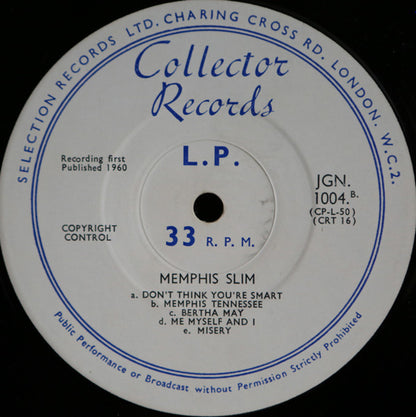 SELECTION RECORDS LTD. CHARING CROSS RD. LONDON. W.C.2.
Collector
Records
L.P.
Recording first
Published 1960
JGN.
1004.B.
(CP-L-50)
(CRT 16)
COPYRIGHT
CONTROL
33 R.P.M.
MEMPHIS SLIM
a. DON'T THINK YOU'RE SMART
b. MEMPHIS TENNESSEE
c. BERTHA MAY
d. ME MYSELF AND I
e. MISERY
Public Performance or Broadcast without Permission Strictly Prohibited